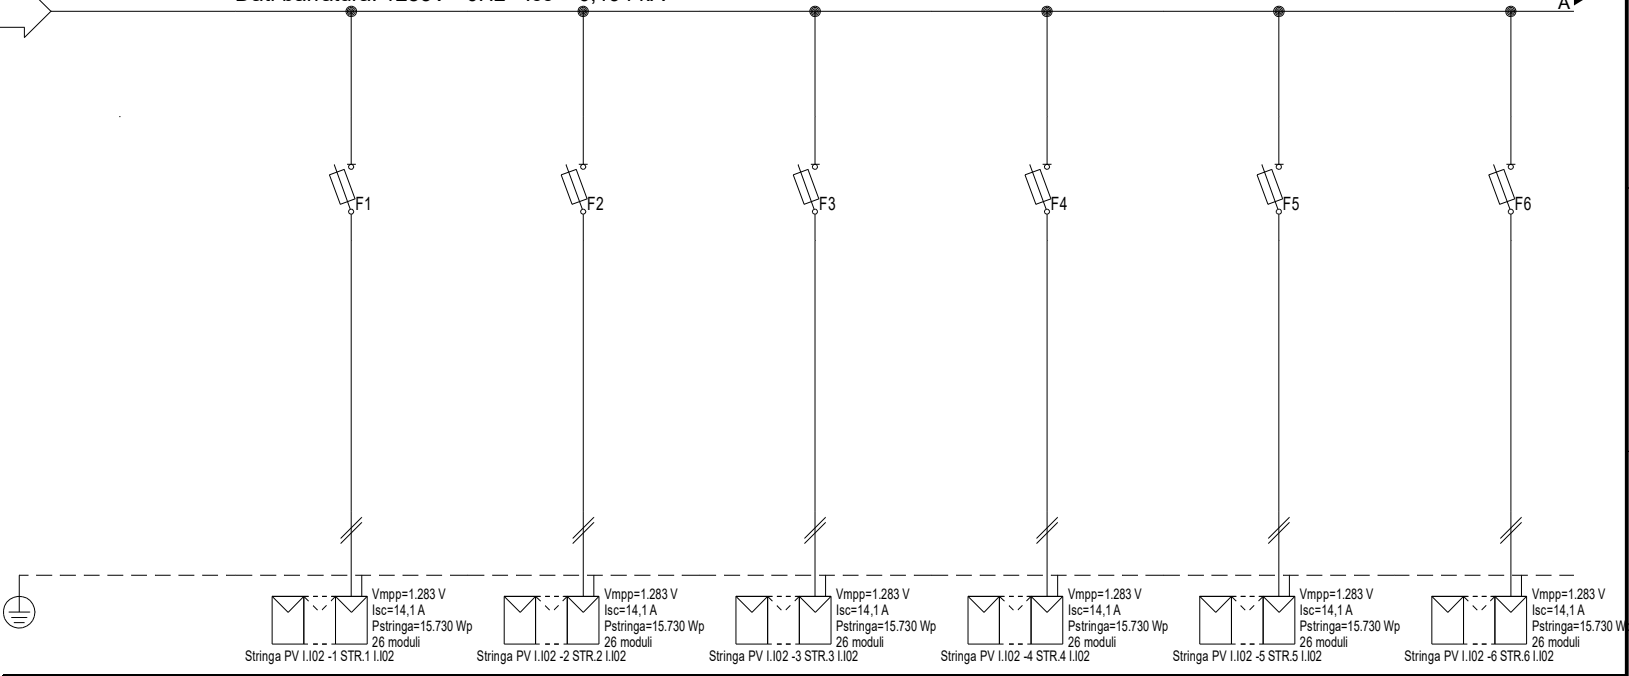 A
F1
F2
F3
F4
F5
F6
Vmpp=1.283 V
Isc=14,1 A
Pstringa=15.730 Wp
26 moduli
Stringa PV I.I02 -1 STR.1 I.I02
Vmpp=1.283 V
Isc=14,1 A
Pstringa=15.730 Wp
26 moduli
Stringa PV I.I02 -2 STR.2 I.I02
Vmpp=1.283 V
Isc=14,1 A
Pstringa=15.730 Wp
26 moduli
Stringa PV I.I02 -3 STR.3 I.I02
Vmpp=1.283 V
Isc=14,1 A
Pstringa=15.730 Wp
26 moduli
Stringa PV I.I02 -4 STR.4 I.I02
Vmpp=1.283 V
Isc=14,1 A
Pstringa=15.730 Wp
26 moduli
Stringa PV I.I02 -5 STR.5 I.I02
Vmpp=1.283 V
Isc=14,1 A
Pstringa=15.730 W
26 moduli
Stringa PV I.I02 -6 STR.6 I.I02